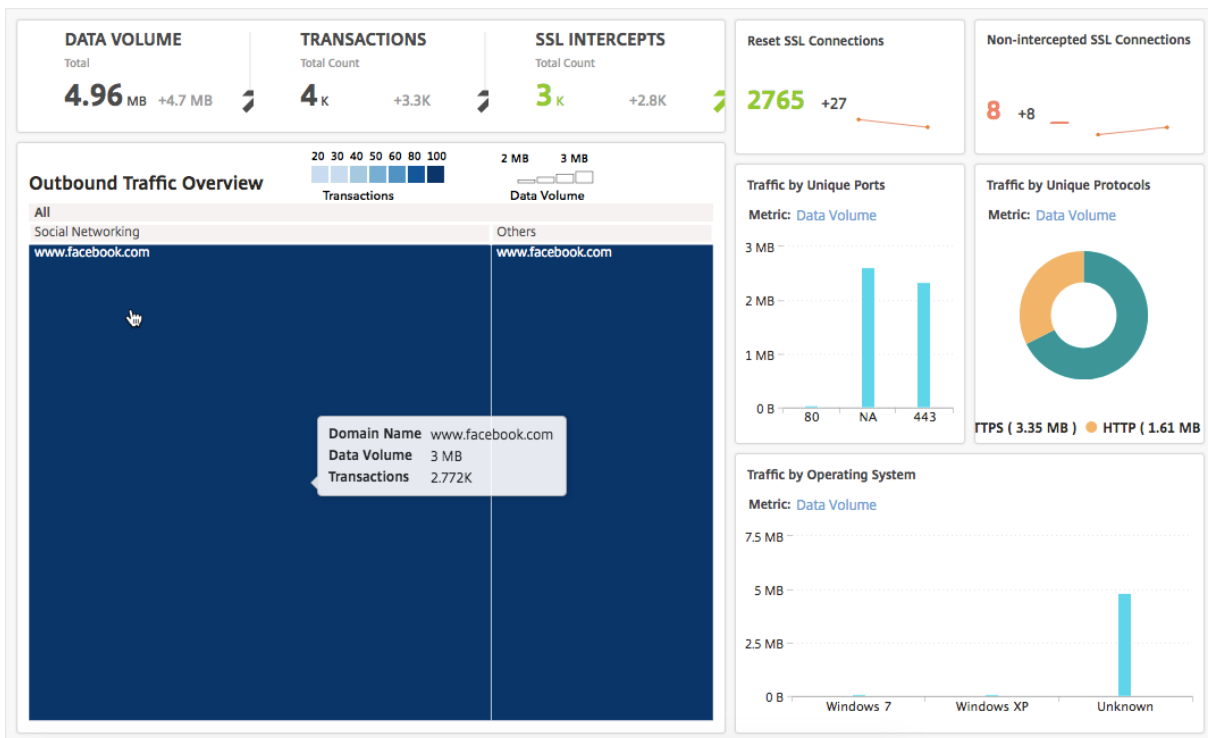 DATA VOLUME
Total
4.96 MB +4.7 MB
TRANSACTIONS
Total Count
4 K +3.3K
SSL INTERCEPTS
Total Count
3 K +2.8K
Reset SSL Connections
2765 +27
Non-intercepted SSL Connections
8 +8
Outbound Traffic Overview
20 30 40 50 60 80 100
Transactions
2 MB 3 MB
Data Volume
All
Social Networking Others
www.facebook.com www.facebook.com
Domain Name www.facebook.com
Data Volume 3 MB
Transactions 2.772K
Traffic by Unique Ports
Metric: Data Volume
3 MB
2 MB
1 MB
0 B
80 NA 443
Traffic by Unique Protocols
Metric: Data Volume
TTPS ( 3.35 MB ) HTTP ( 1.61 MB
Traffic by Operating System
Metric: Data Volume
7.5 MB
5 MB
2.5 MB
0 B
Windows 7 Windows XP Unknown